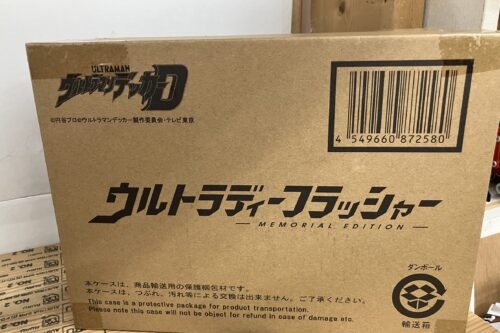 ULTRAMAN
ウルトラマンデッカーD
©円谷プロ©ウルトラマンデッカー製作委員会・テレビ東京
4 549660 872580
ウルトラディーフラッシャー
MEMORIAL EDITION
本ケースは、商品輸送用の保護梱包材です。
本ケースは、つぶれ、汚れ等による交換は出来ません。ご了承ください。
This case is a protective package for product transportation.
Please note this case will not be object for refund in case of damage etc.
ダンボール
輸送箱
NO. 2
NO. 2